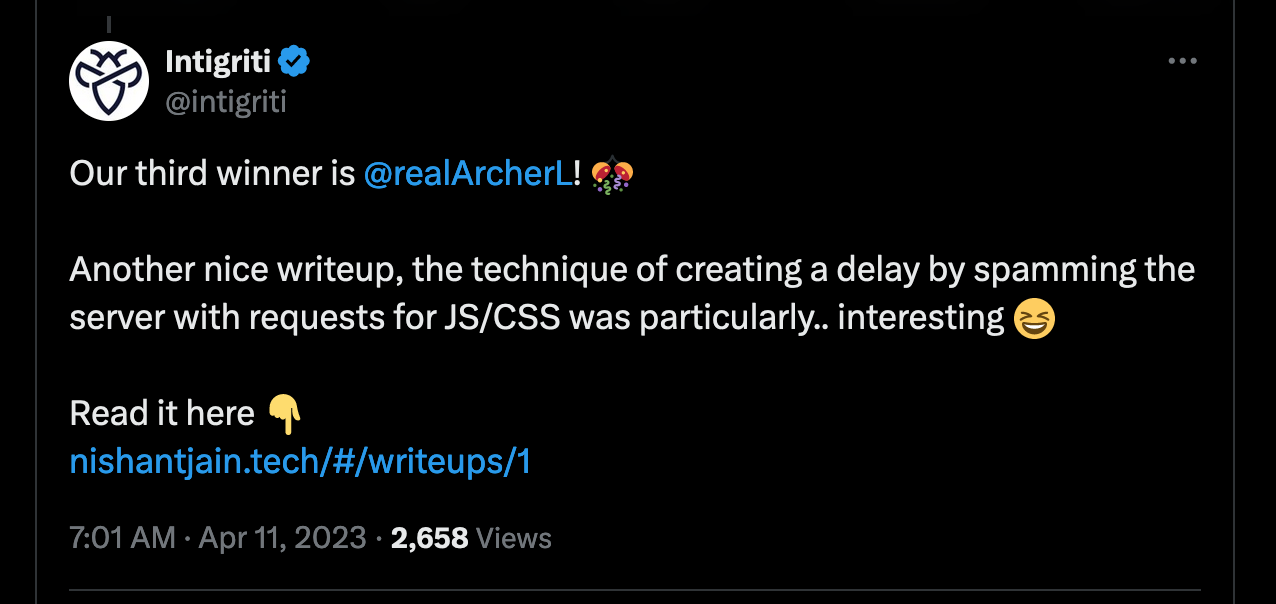 Intigriti
@intigriti
Our third winner is @realArcherL! 🎊
Another nice writeup, the technique of creating a delay by spamming the
server with requests for JS/CSS was particularly.. interesting 😆
Read it here 👇
nishantjain.tech/#/writeups/1
7:01 AM · Apr 11, 2023 · 2,658 Views